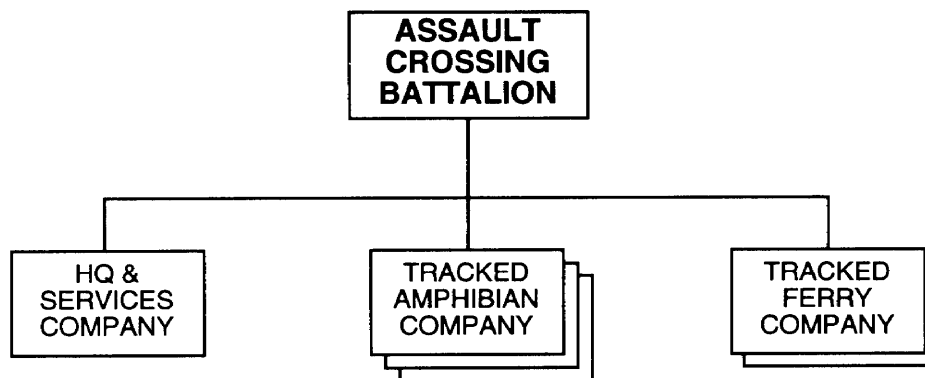 ASSAULT
CROSSING
BATTALION
HQ &
SERVICES
COMPANY
TRACKED
AMPHIBIAN
COMPANY
TRACKED
FERRY
COMPANY